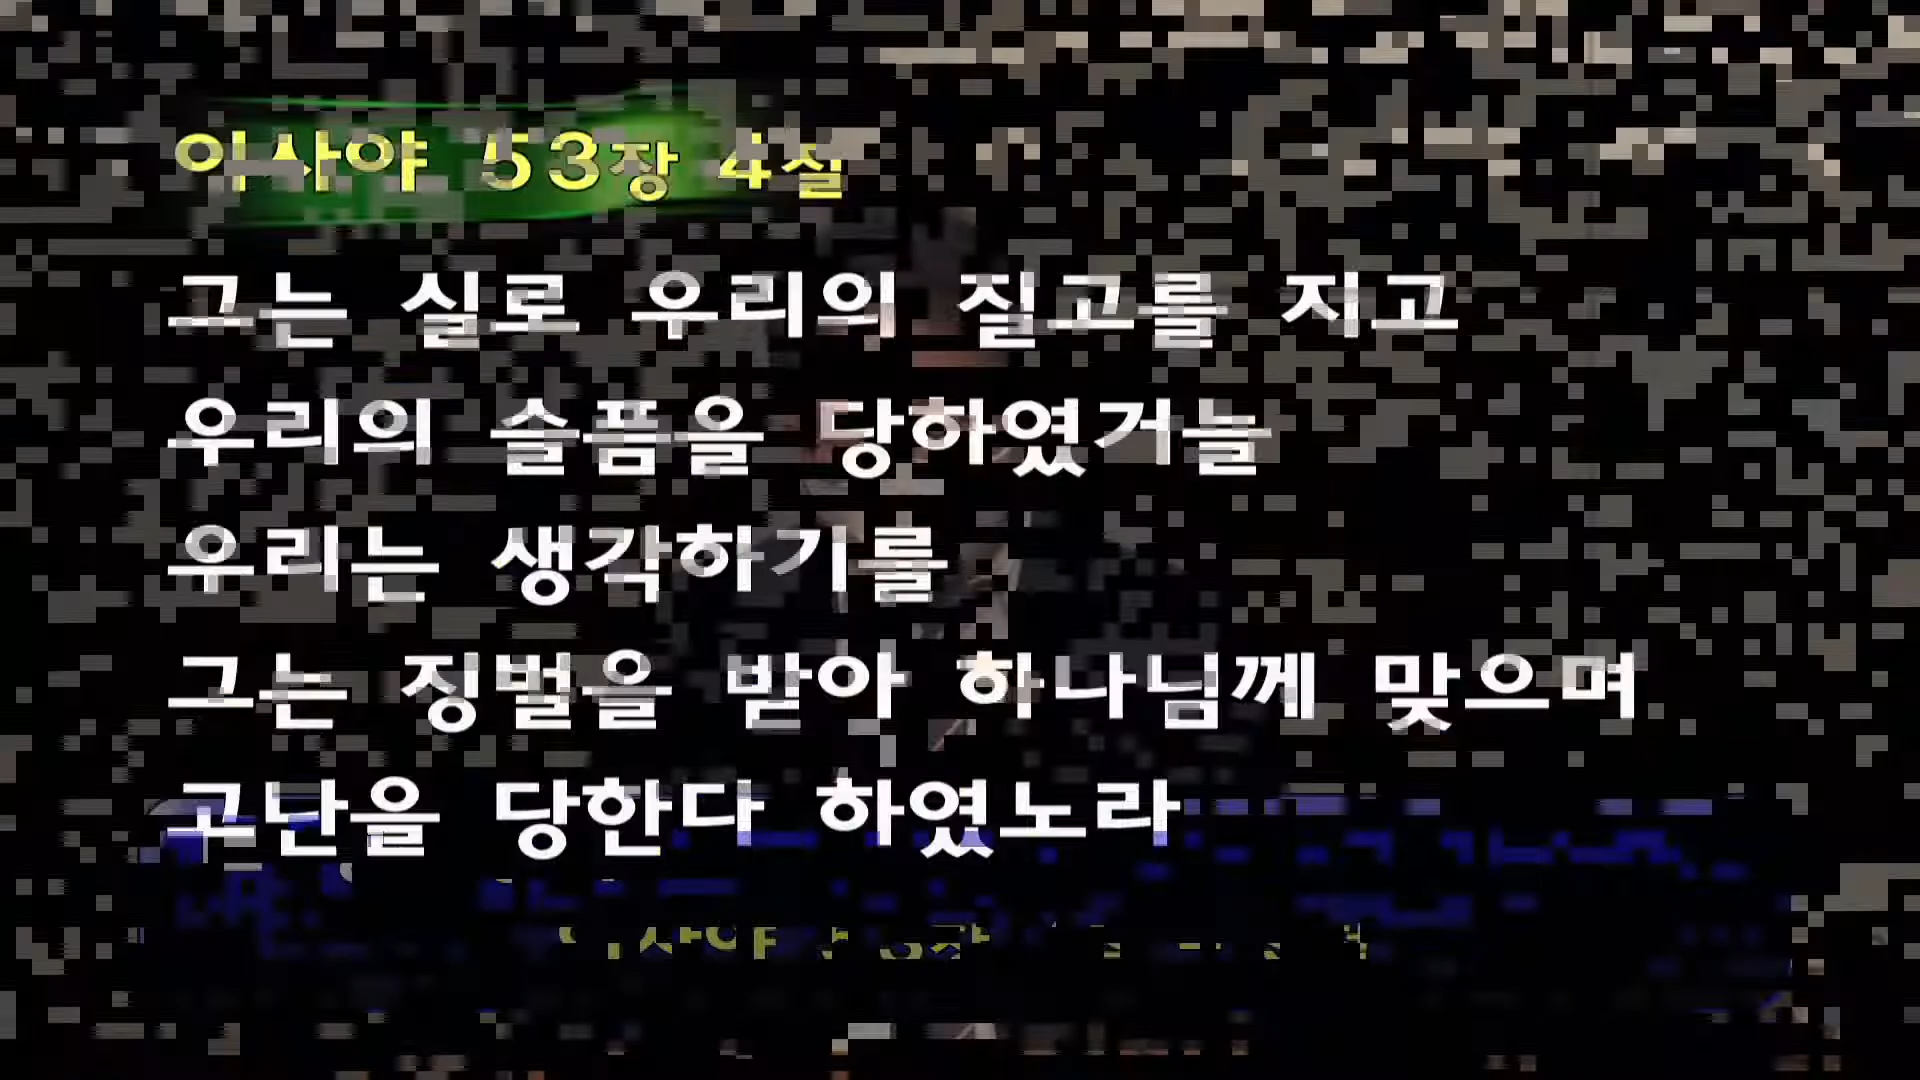 이사야 53장 4절
그는 실로 우리의 질고를 지고
우리의 슬픔을 당하였거늘
우리는 생각하기를
그는 징벌을 받아 하나님께 맞으며
고난을 당한다 하였노라
이사야